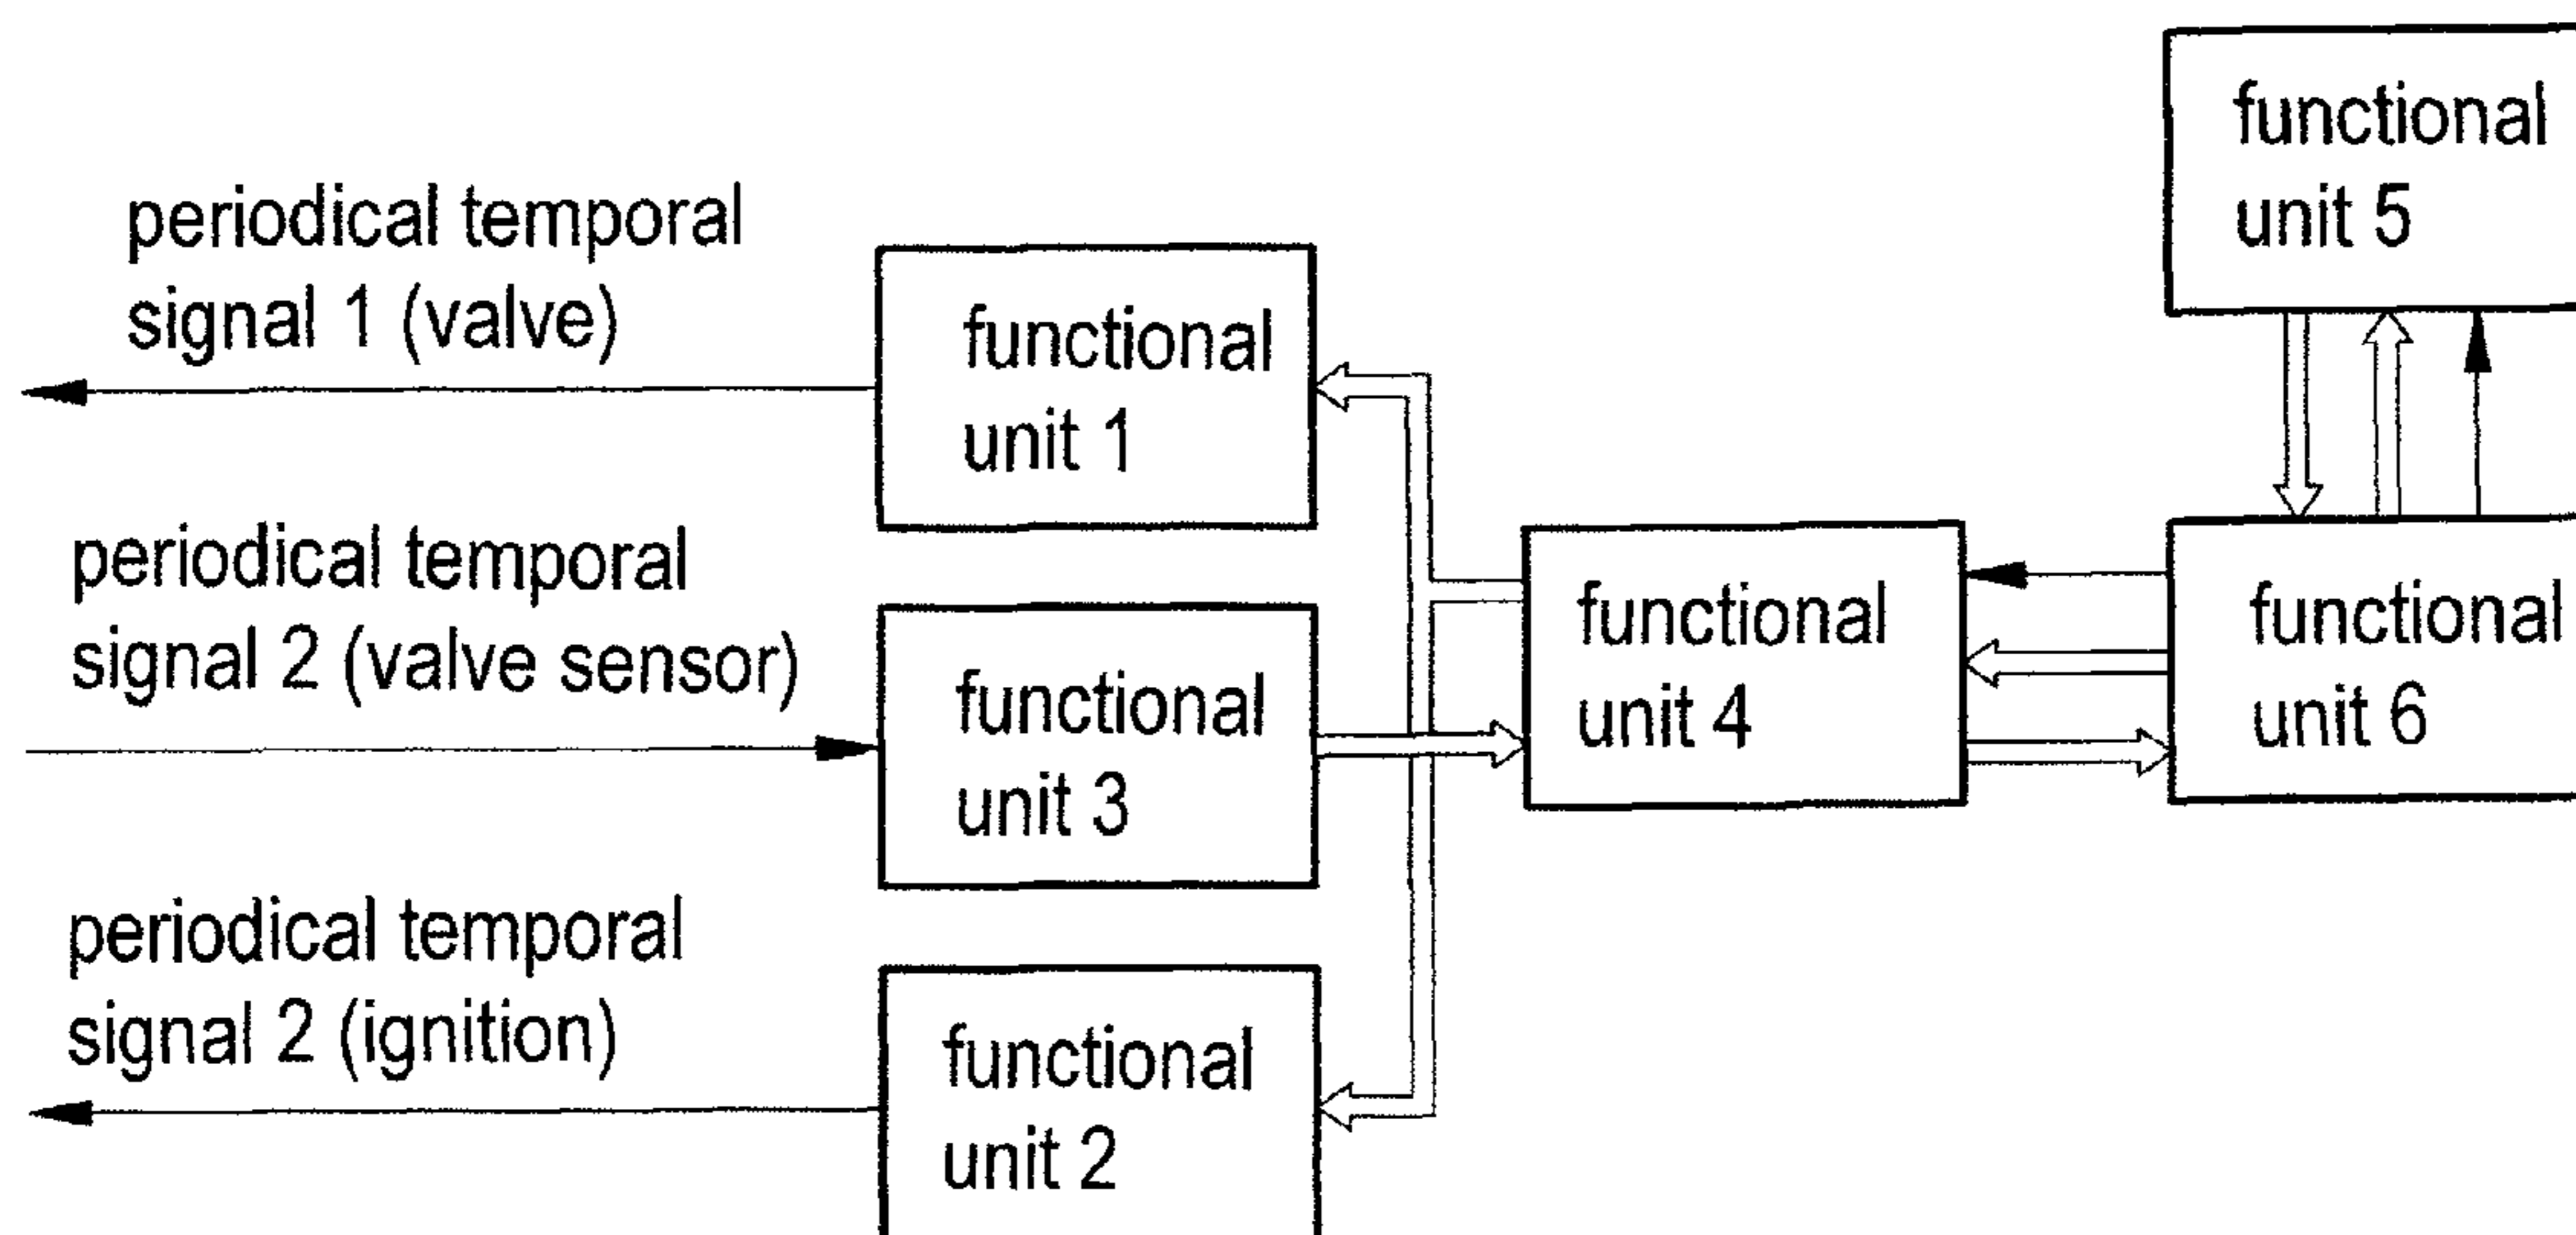 functional
unit 5
periodical temporal
signal 1 (valve)
functional
unit 1
periodical temporal
signal 2 (valve sensor)
functional
unit 3
functional
unit 4
functional
unit 6
periodical temporal
signal 2 (ignition)
functional
unit 2